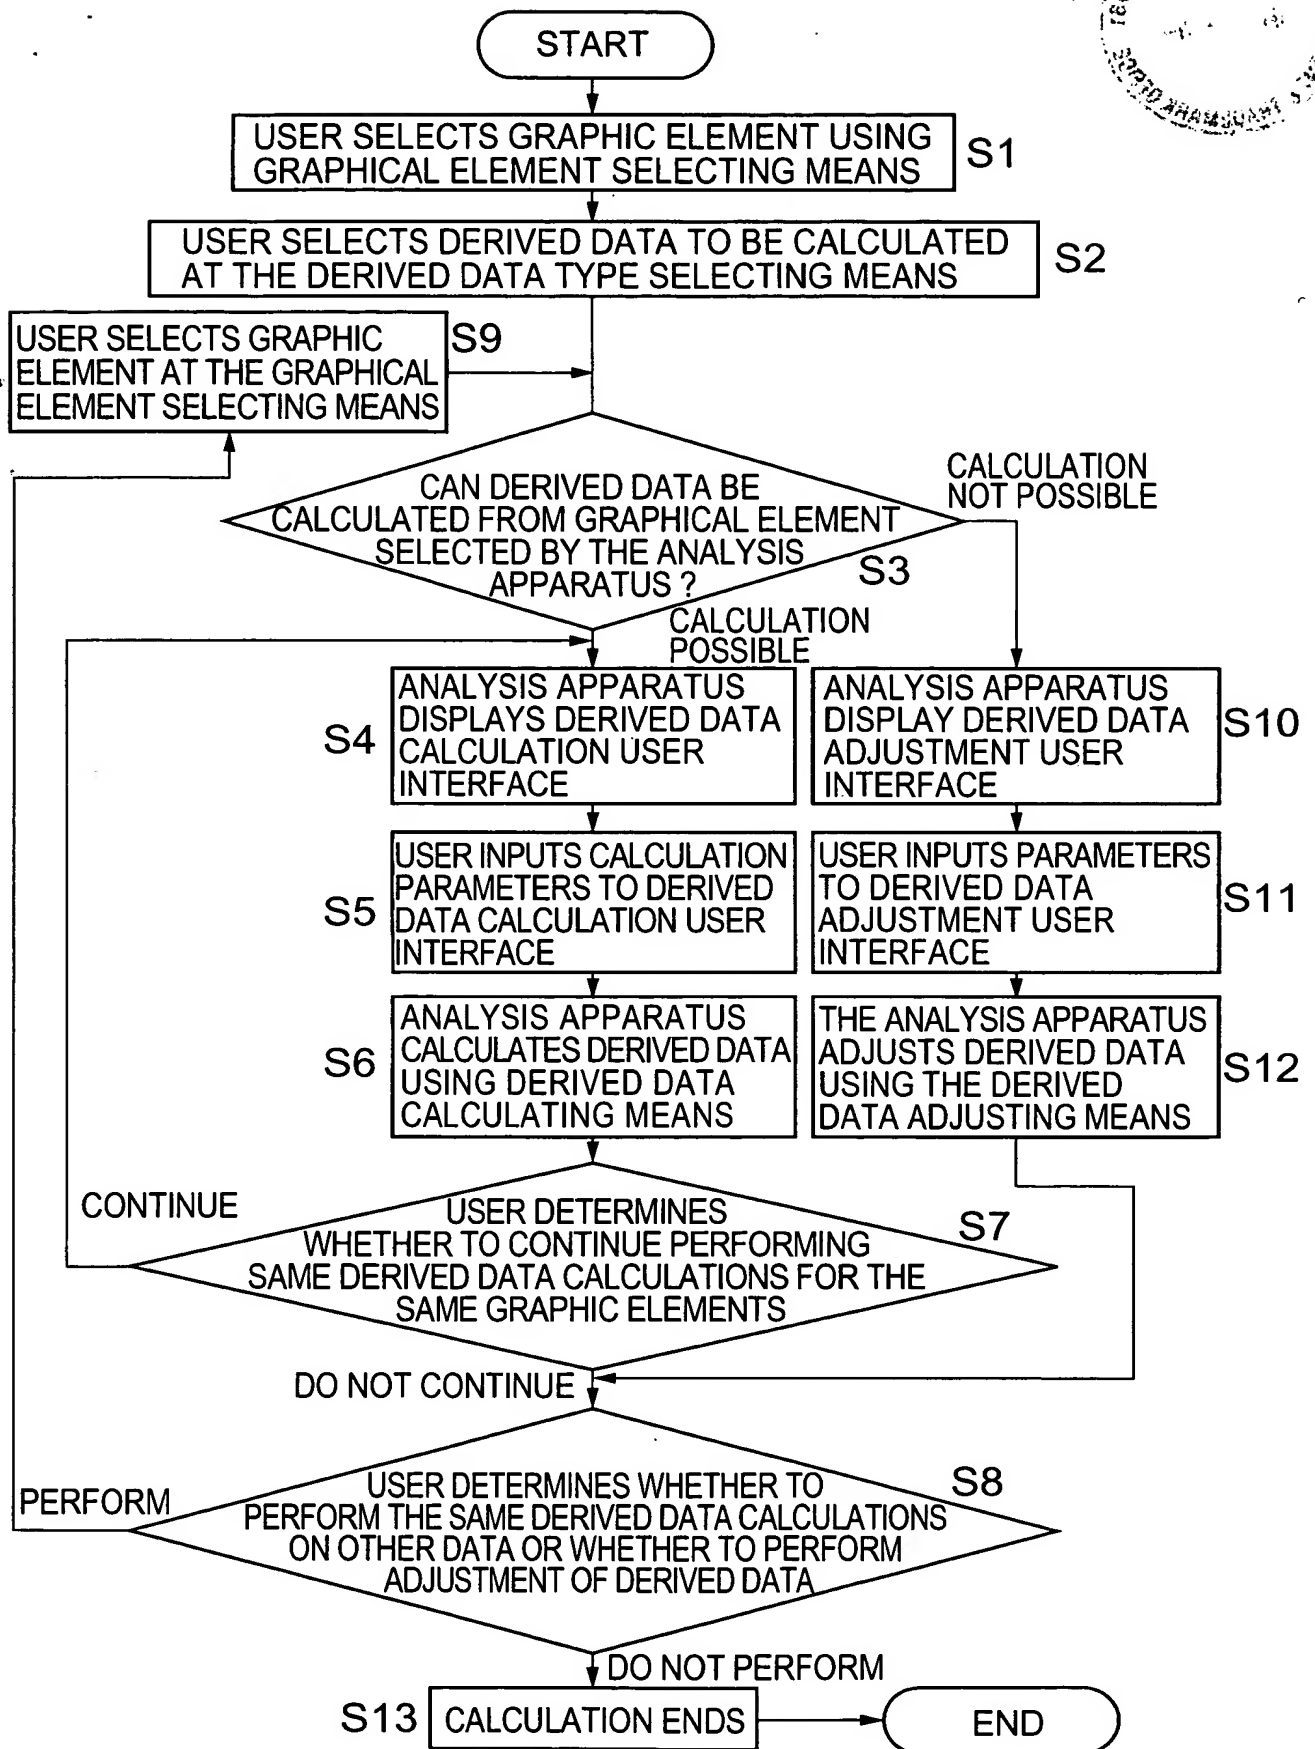 START
USER SELECTS GRAPHIC ELEMENT USING
GRAPHICAL ELEMENT SELECTING MEANS
S1
USER SELECTS DERIVED DATA TO BE CALCULATED
AT THE DERIVED DATA TYPE SELECTING MEANS
S2
USER SELECTS GRAPHIC
ELEMENT AT THE GRAPHICAL
ELEMENT SELECTING MEANS
S9
CAN DERIVED DATA BE
CALCULATED FROM GRAPHICAL ELEMENT
SELECTED BY THE ANALYSIS
APPARATUS ?
S3
CALCULATION
NOT POSSIBLE
CALCULATION
POSSIBLE
S4
ANALYSIS APPARATUS
DISPLAYS DERIVED DATA
CALCULATION USER
INTERFACE
ANALYSIS APPARATUS
DISPLAY DERIVED DATA
ADJUSTMENT USER
INTERFACE
S10
S5
USER INPUTS CALCULATION
PARAMETERS TO DERIVED
DATA CALCULATION USER
INTERFACE
USER INPUTS PARAMETERS
TO DERIVED DATA
ADJUSTMENT USER
INTERFACE
S11
S6
ANALYSIS APPARATUS
CALCULATES DERIVED DATA
USING DERIVED DATA
CALCULATING MEANS
THE ANALYSIS APPARATUS
ADJUSTS DERIVED DATA
USING THE DERIVED
DATA ADJUSTING MEANS
S12
CONTINUE
USER DETERMINES
WHETHER TO CONTINUE PERFORMING
SAME DERIVED DATA CALCULATIONS FOR THE
SAME GRAPHIC ELEMENTS
S7
DO NOT CONTINUE
PERFORM
USER DETERMINES WHETHER TO
PERFORM THE SAME DERIVED DATA CALCULATIONS
ON OTHER DATA OR WHETHER TO PERFORM
ADJUSTMENT OF DERIVED DATA
S8
DO NOT PERFORM
S13
CALCULATION ENDS
END